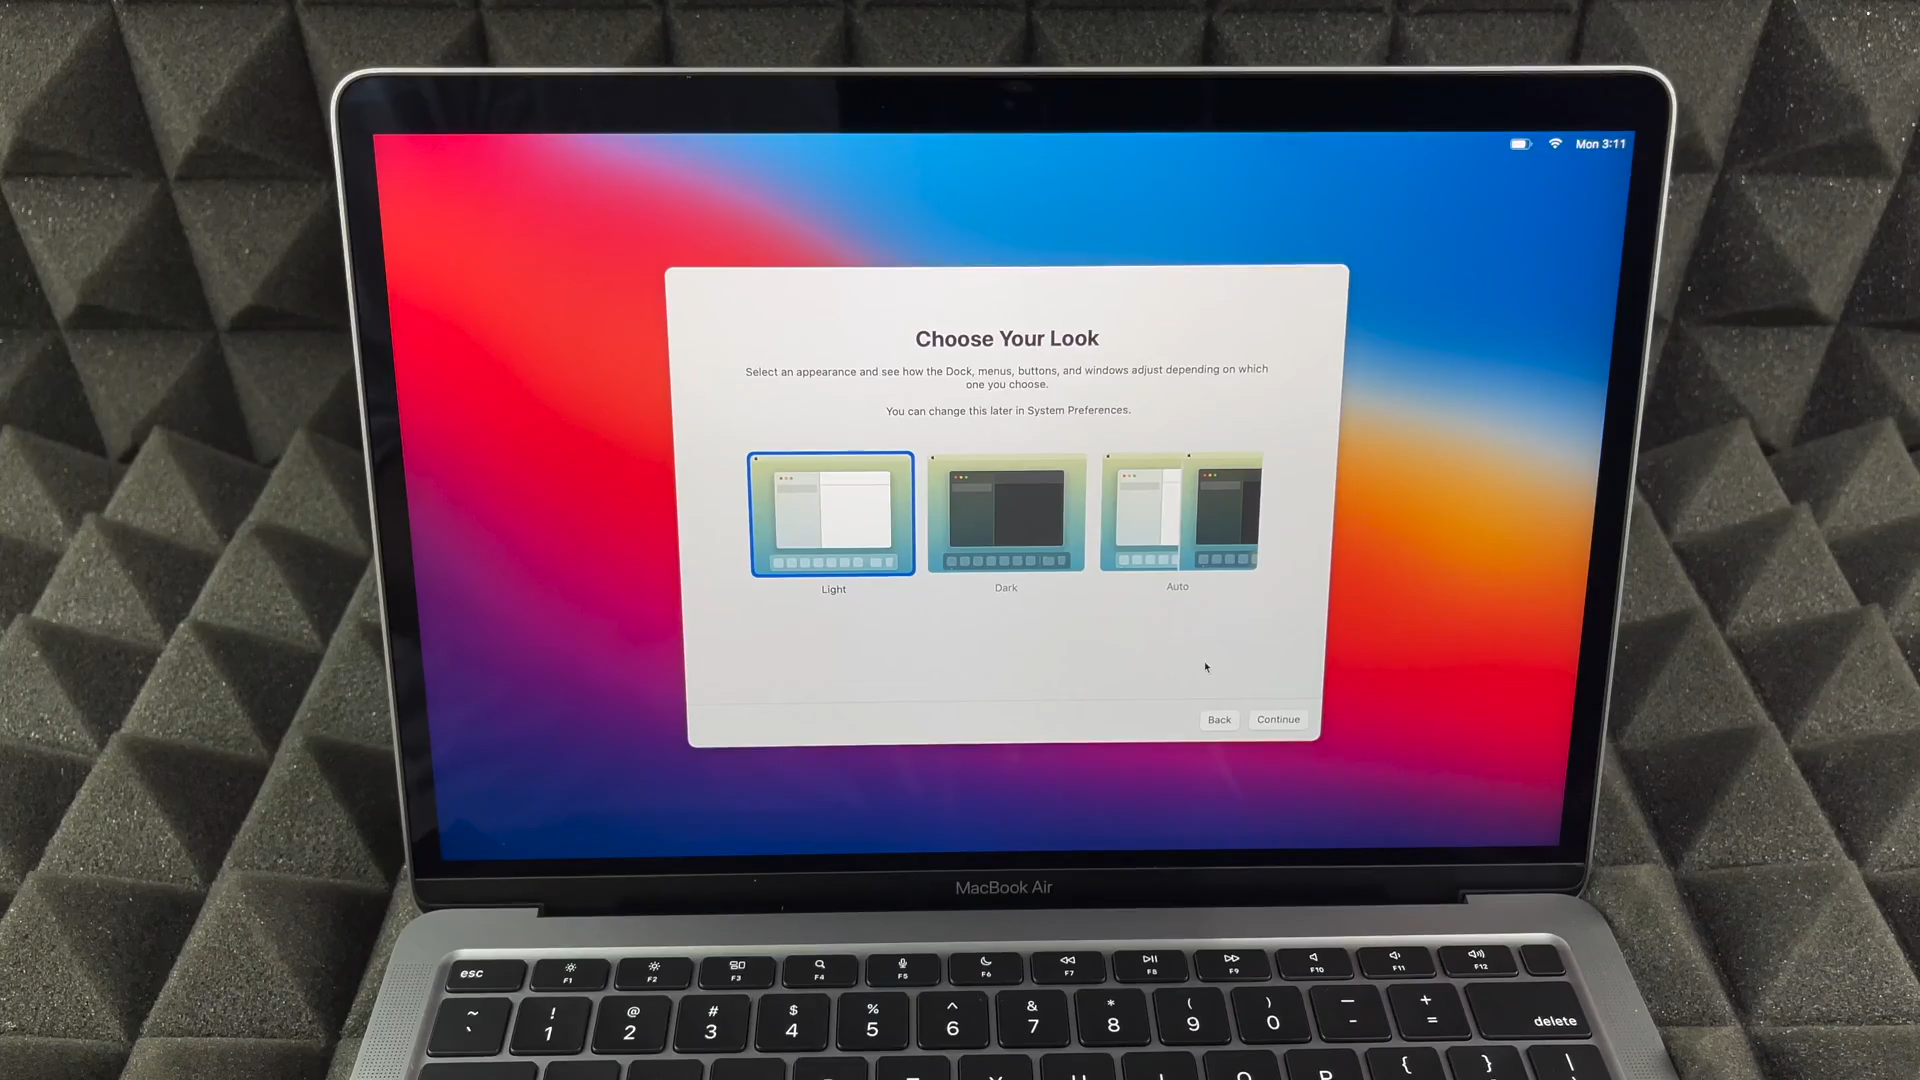 Mon 3:11
Choose Your Look
Select an appearance and see how the Dock, menus, buttons, and windows adjust depending on which
one you choose.
You can change this later in System Preferences.
Light Dark Auto
Back Continue
MacBook Air
esc F1 F2 F3 F4 F5 F6 F7 F8 F9 F10 F11 F12
~ ! @ # $ % ^ & * ( ) — +
` 1 2 3 4 5 6 7 8 9 0 - = delete
{ } |